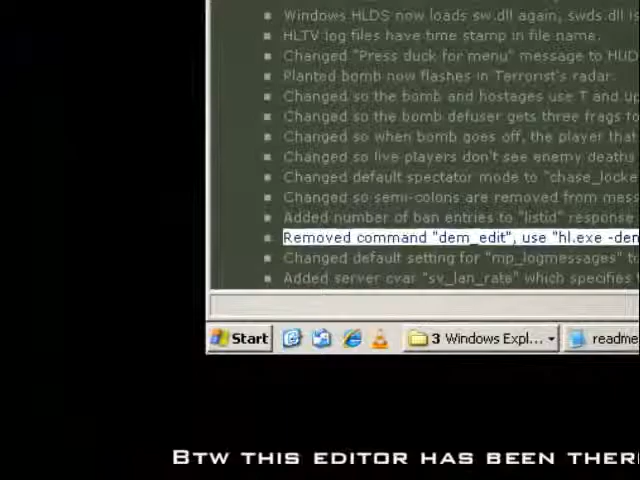 Windows HLDS now loads sw.dll again, swds.dll is
HLTV log files have time stamp in file name.
Changed "Press duck for menu" message to HUD
Planted bomb now flashes in Terrorist's radar.
Changed so the bomb and hostages use T and up
Changed so the bomb defuser gets three frags fo
Changed so when bomb goes off, the player that
Changed so live players don't see enemy deaths
Changed default spectator mode to "chase_locke
Changed so semi-colons are removed from mess
Added number of ban entries to "listid" response
Removed command "dem_edit", use "hl.exe -den
Changed default setting for "mp_logmessages" to
Added server cvar "sv_lan_rate" which specifies t
Start
3 Windows Expl...
readme
BTW THIS EDITOR HAS BEEN THER